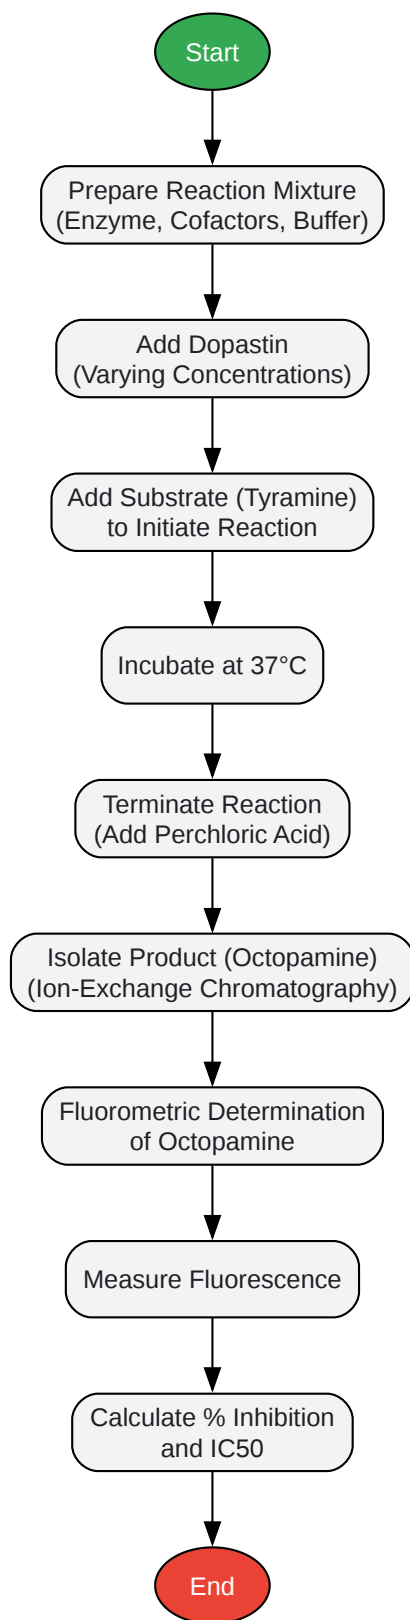 Start
Prepare Reaction Mixture
(Enzyme, Cofactors, Buffer)
Add Dopastin
(Varying Concentrations)
Add Substrate (Tyramine)
to Initiate Reaction
Incubate at 37°C
Terminate Reaction
(Add Perchloric Acid)
Isolate Product (Octopamine)
(Ion-Exchange Chromatography)
Fluorometric Determination
of Octopamine
Measure Fluorescence
Calculate % Inhibition
and IC50
End